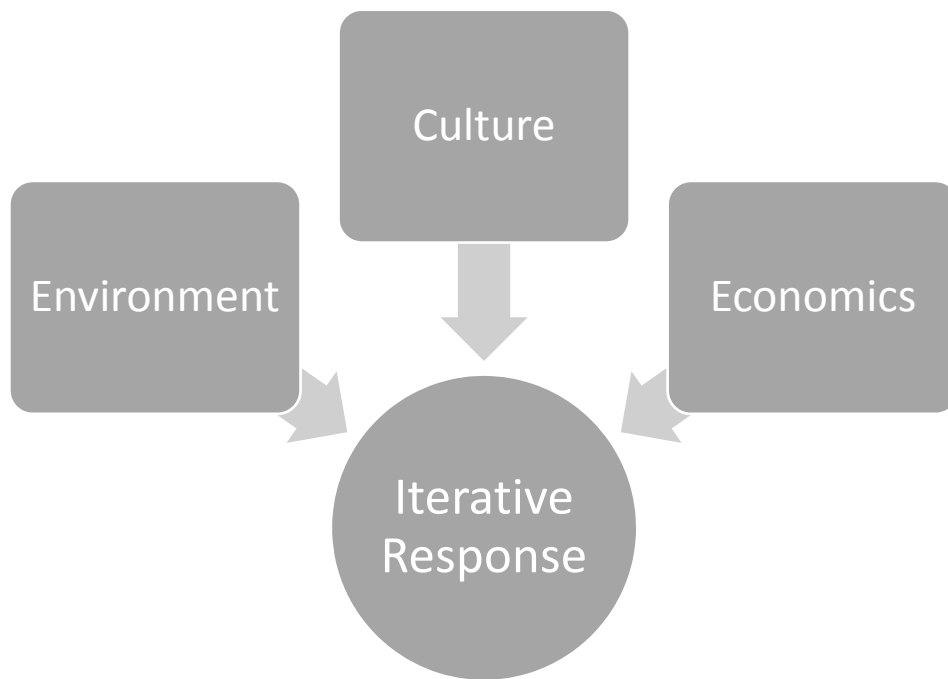 Culture
Environment
Economics
Iterative
Response